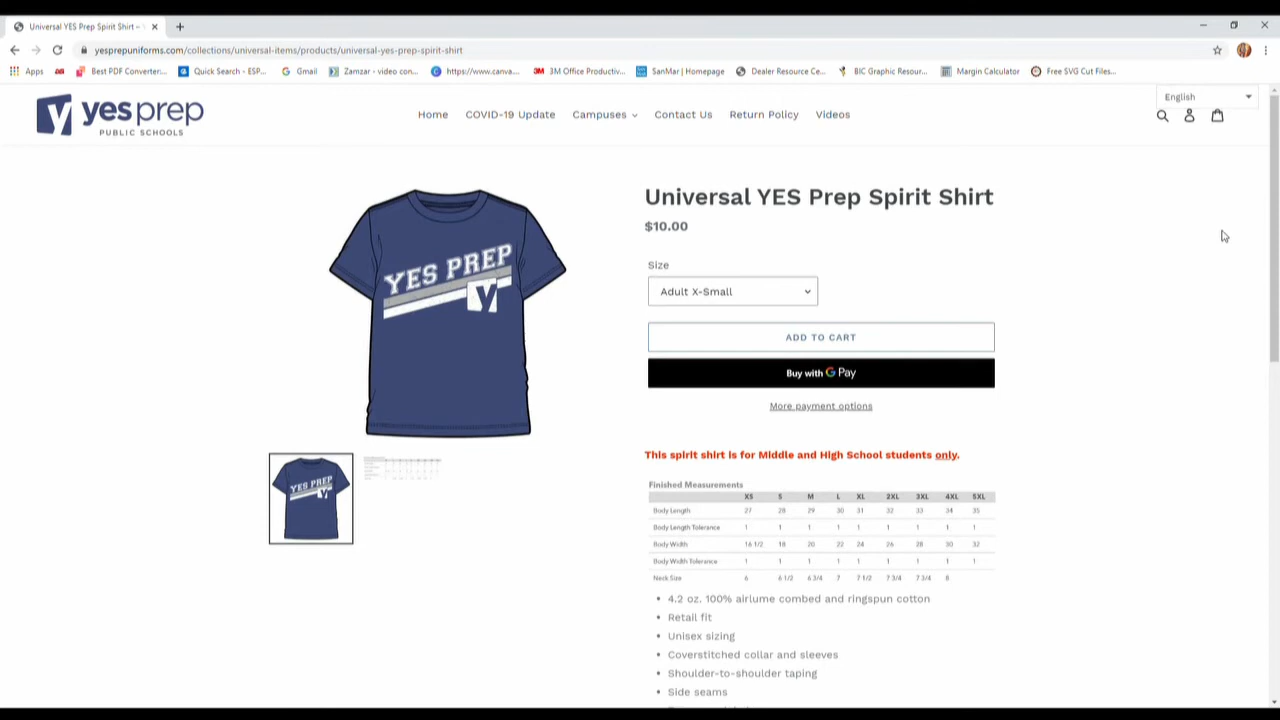 Universal YES Prep Spirit Shirt –
yesprepuniforms.com/collections/universal-items/products/universal-yes-prep-spirit-shirt
Apps
Best PDF Converter...
Quick Search - ESP...
Gmail
Zamzar - video con...
https://www.canva....
3M Office Productiv...
SanMar | Homepage
Dealer Resource Ce...
BIC Graphic Resour...
Margin Calculator
Free SVG Cut Files...
English
yes prep
PUBLIC SCHOOLS
Home
COVID-19 Update
Campuses
Contact Us
Return Policy
Videos
YES PREP
y
Universal YES Prep Spirit Shirt
$10.00
Size
Adult X-Small
ADD TO CART
Buy with G Pay
More payment options
This spirit shirt is for Middle and High School students only.
Finished Measurements
XS S M L XL 2XL 3XL 4XL 5XL
Body Length 27 28 29 30 31 32 33 34 35
Body Length Tolerance 1 1 1 1 1 1 1 1 1
Body Width 16 1/2 18 20 22 24 26 28 30 32
Body Width Tolerance 1 1 1 1 1 1 1 1 1
Neck Size 6 6 1/2 6 3/4 7 7 1/2 7 3/4 7 3/4 8
• 4.2 oz. 100% airlume combed and ringspun cotton
• Retail fit
• Unisex sizing
• Coverstitched collar and sleeves
• Shoulder-to-shoulder taping
• Side seams
YES PREP